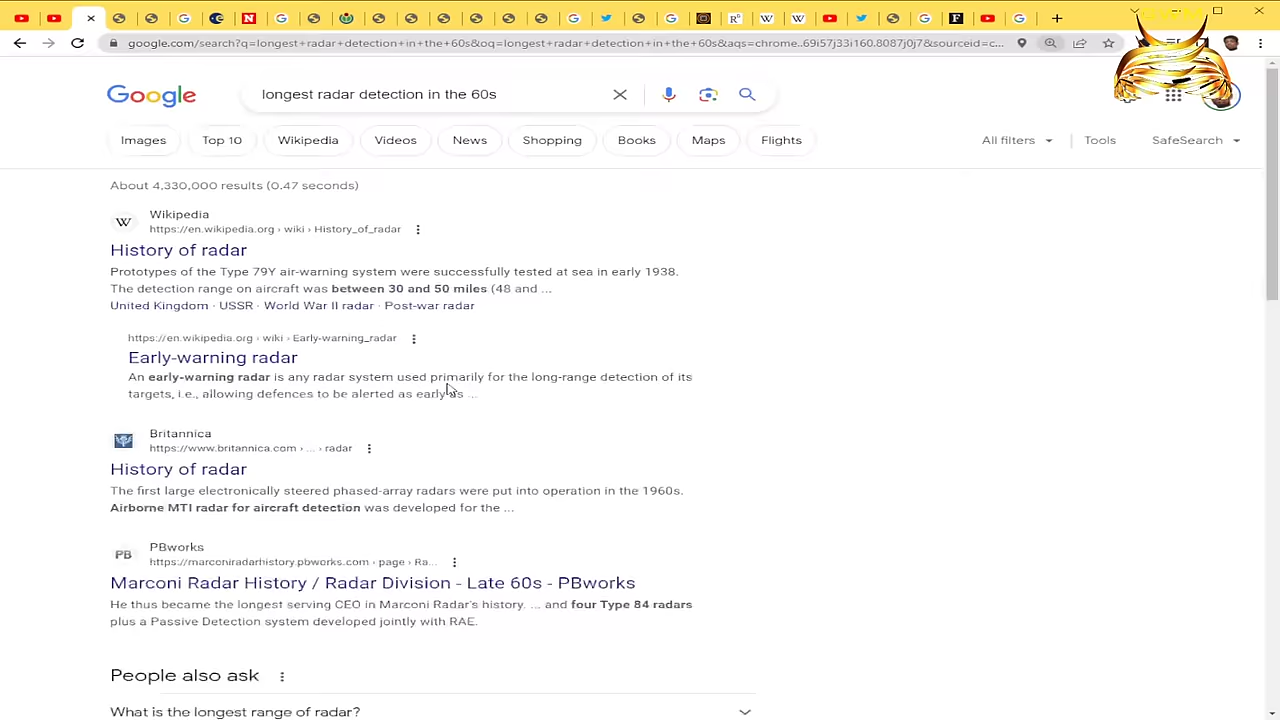 google.com/search?q=longest+radar+detection+in+the+60s&oq=longest+radar+detection+in+the+60s&aqs=chrome..69i57j33i160.8087j0j7&sourceid=c...
Google
longest radar detection in the 60s
Images
Top 10
Wikipedia
Videos
News
Shopping
Books
Maps
Flights
All filters
Tools
SafeSearch
About 4,330,000 results (0.47 seconds)
W
Wikipedia
https://en.wikipedia.org › wiki › History_of_radar
History of radar
Prototypes of the Type 79Y air-warning system were successfully tested at sea in early 1938.
The detection range on aircraft was between 30 and 50 miles (48 and ...
United Kingdom · USSR · World War II radar · Post-war radar
https://en.wikipedia.org › wiki › Early-warning_radar
Early-warning radar
An early-warning radar is any radar system used primarily for the long-range detection of its
targets, i.e., allowing defences to be alerted as early as ...
Britannica
https://www.britannica.com › ... › radar
History of radar
The first large electronically steered phased-array radars were put into operation in the 1960s.
Airborne MTI radar for aircraft detection was developed for the ...
PB
PBworks
https://marconiradarhistory.pbworks.com › page › Ra...
Marconi Radar History / Radar Division - Late 60s - PBworks
He thus became the longest serving CEO in Marconi Radar's history. ... and four Type 84 radars
plus a Passive Detection system developed jointly with RAE.
People also ask
What is the longest range of radar?